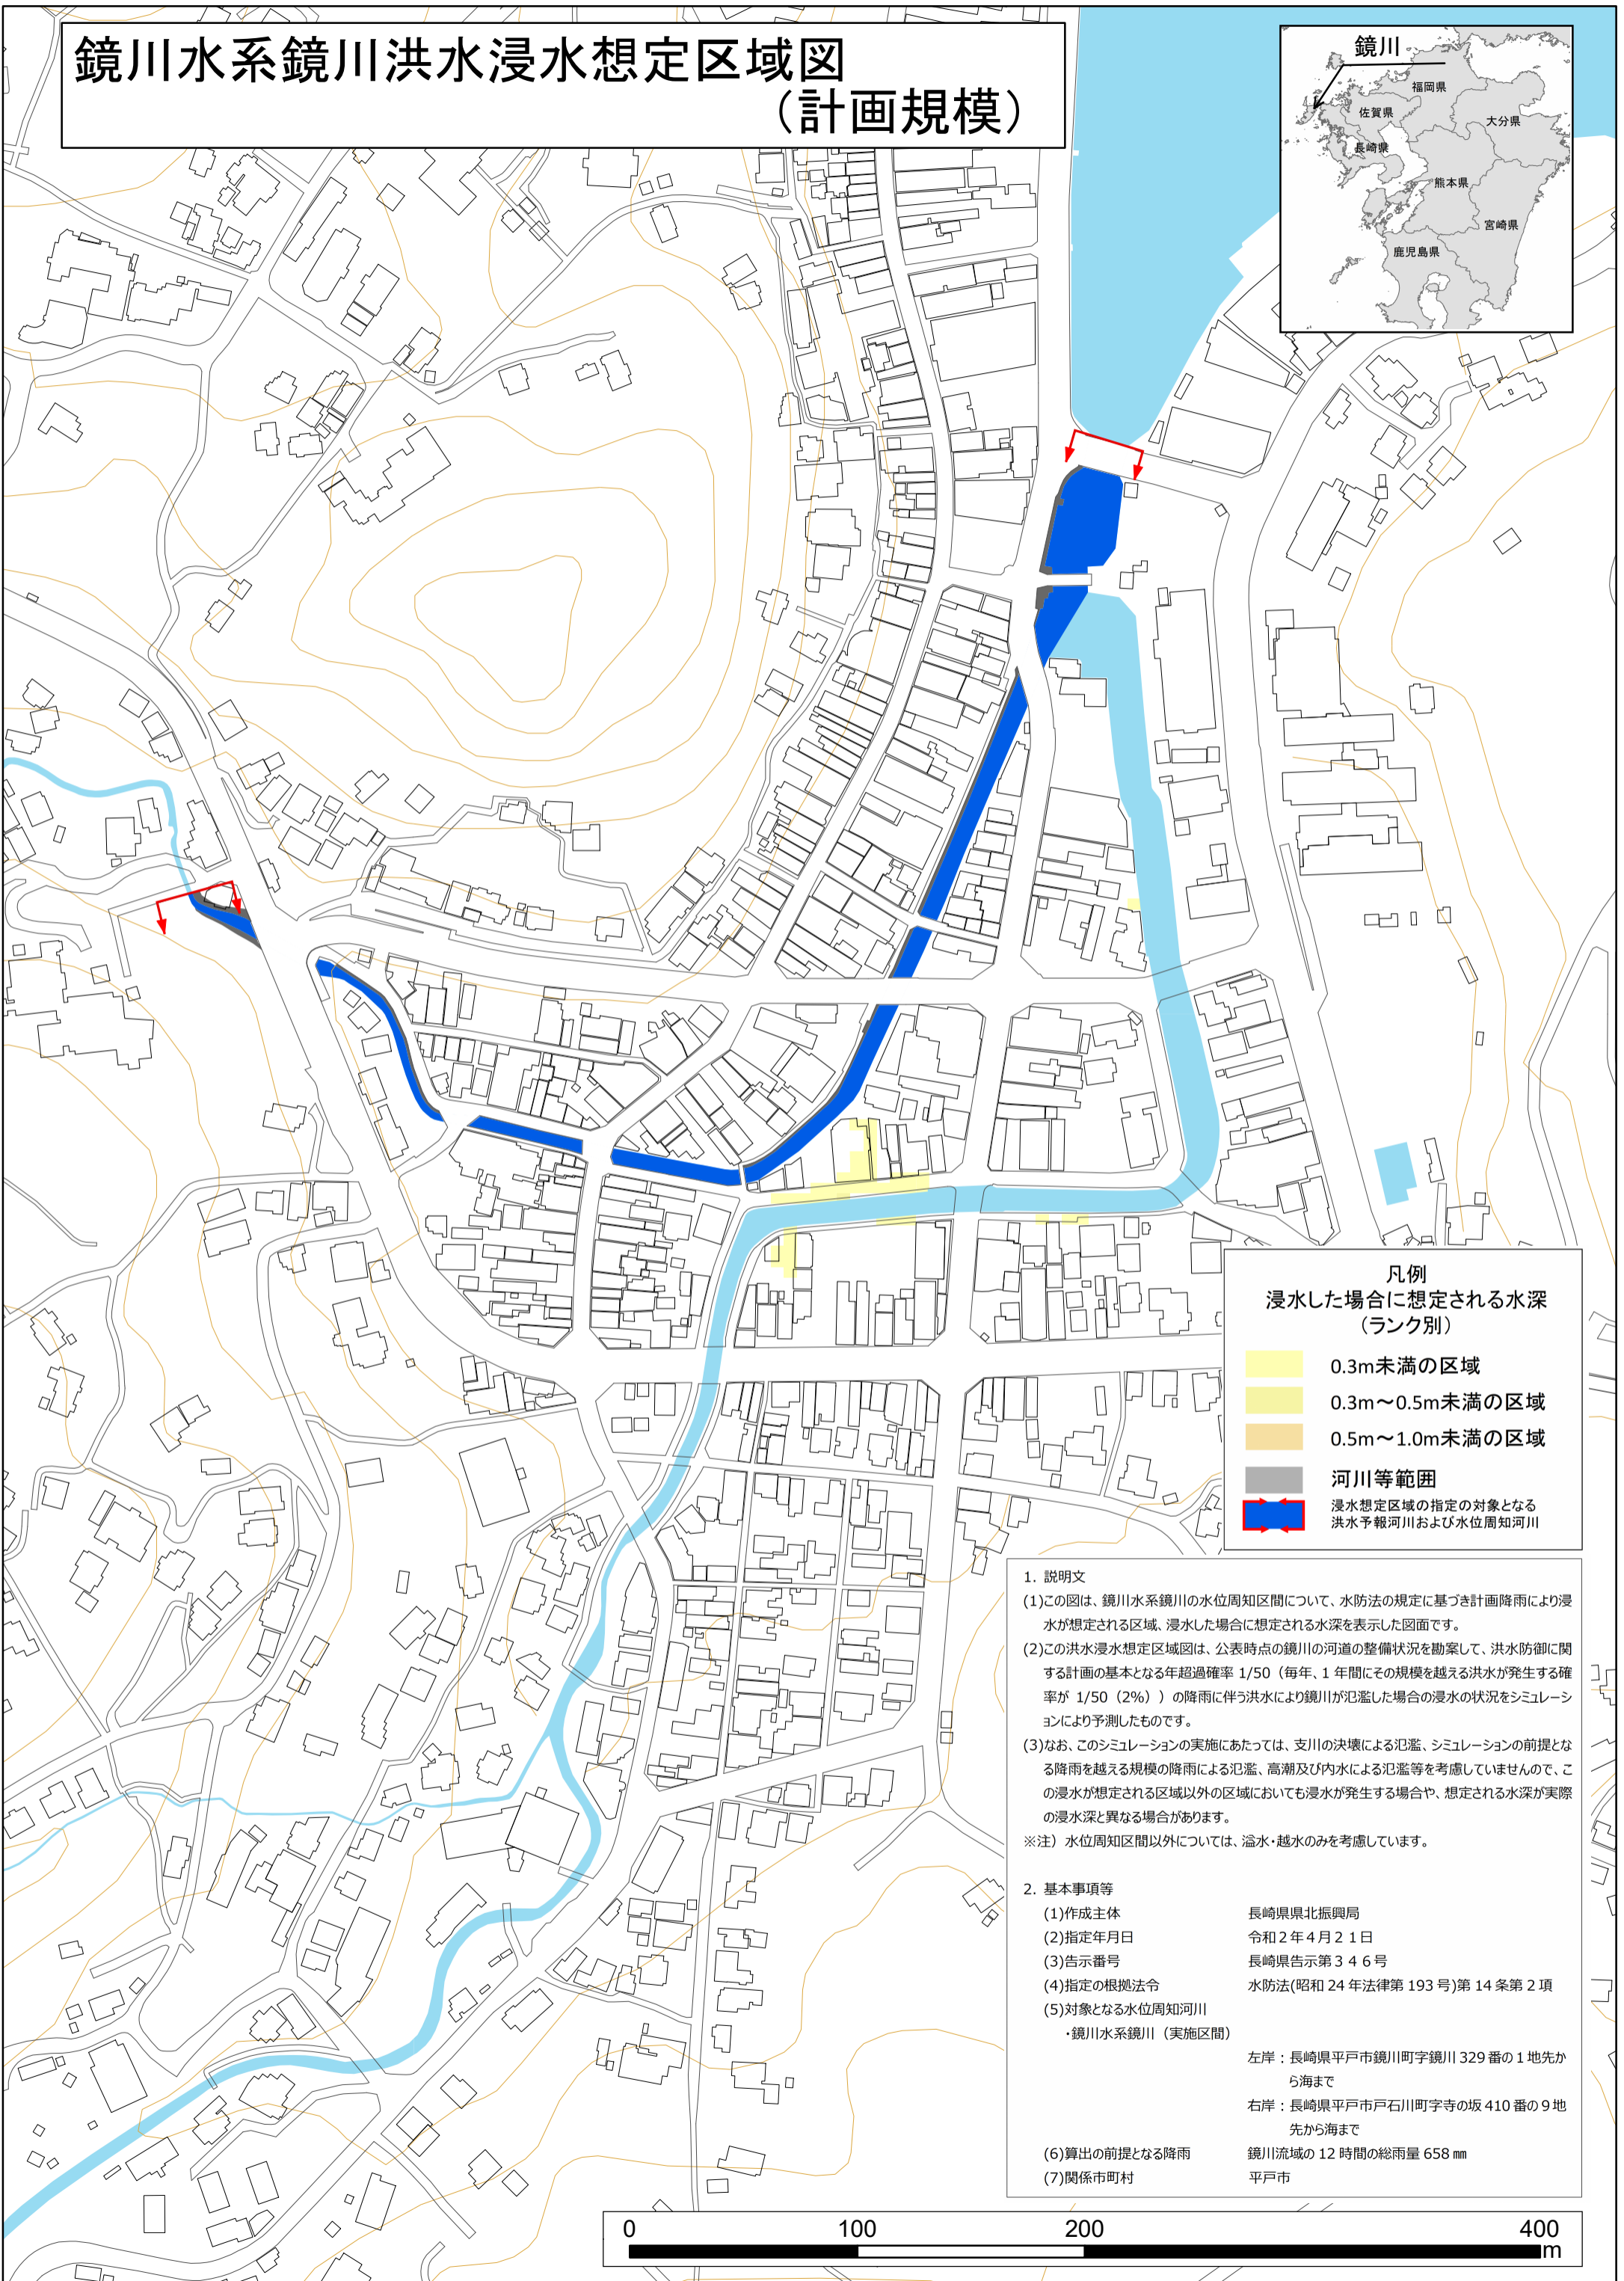 鏡川水系鏡川洪水浸水想定区域図
（計画規模）
鏡川
福岡県
佐賀県
大分県
長崎県
熊本県
宮崎県
鹿児島県
凡例
浸水した場合に想定される水深
（ランク別）
0.3m未満の区域
0.3m～0.5m未満の区域
0.5m～1.0m未満の区域
河川等範囲
浸水想定区域の指定の対象となる
洪水予報河川および水位周知河川
1. 説明文
(1)この図は、鏡川水系鏡川の水位周知区間について、水防法の規定に基づき計画降雨により浸
水が想定される区域、浸水した場合に想定される水深を表示した図面です。
(2)この洪水浸水想定区域図は、公表時点の鏡川の河道の整備状況を勘案して、洪水防御に関
する計画の基本となる年超過確率 1/50（毎年、1 年間にその規模を越える洪水が発生する確
率が 1/50（2%））の降雨に伴う洪水により鏡川が氾濫した場合の浸水の状況をシミュレーシ
ョンにより予測したものです。
(3)なお、このシミュレーションの実施にあたっては、支川の決壊による氾濫、シミュレーションの前提とな
る降雨を越える規模の降雨による氾濫、高潮及び内水による氾濫等を考慮していませんので、こ
の浸水が想定される区域以外の区域においても浸水が発生する場合や、想定される水深が実際
の浸水深と異なる場合があります。
※注）水位周知区間以外については、溢水・越水のみを考慮しています。
2. 基本事項等
(1)作成主体 長崎県県北振興局
(2)指定年月日 令和２年４月２１日
(3)告示番号 長崎県告示第３４６号
(4)指定の根拠法令 水防法(昭和 24 年法律第 193 号)第 14 条第 2 項
(5)対象となる水位周知河川
・鏡川水系鏡川（実施区間）
左岸：長崎県平戸市鏡川町字鏡川 329 番の 1 地先か
ら海まで
右岸：長崎県平戸市戸石川町字寺の坂 410 番の 9 地
先から海まで
(6)算出の前提となる降雨 鏡川流域の 12 時間の総雨量 658 ㎜
(7)関係市町村 平戸市
0 100 200 400
m